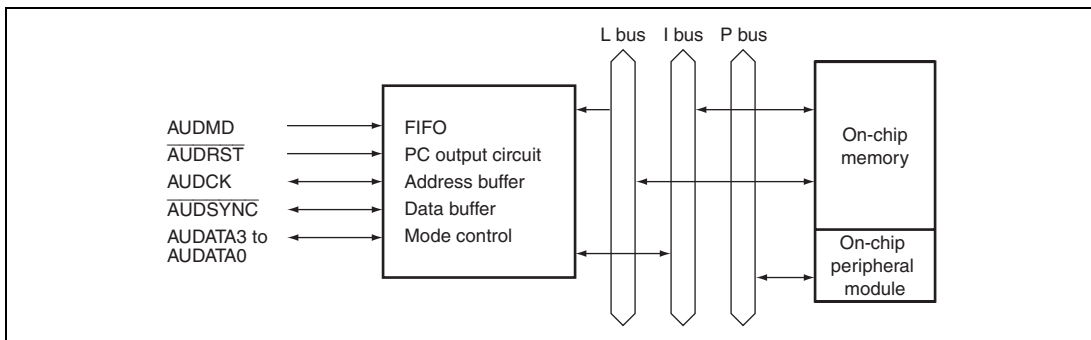 L bus I bus P bus
AUDMD
AUDRST
AUDCK
AUDSYNC
AUDATA3 to
AUDATA0
FIFO
PC output circuit
Address buffer
Data buffer
Mode control
On-chip
memory
On-chip
peripheral
module